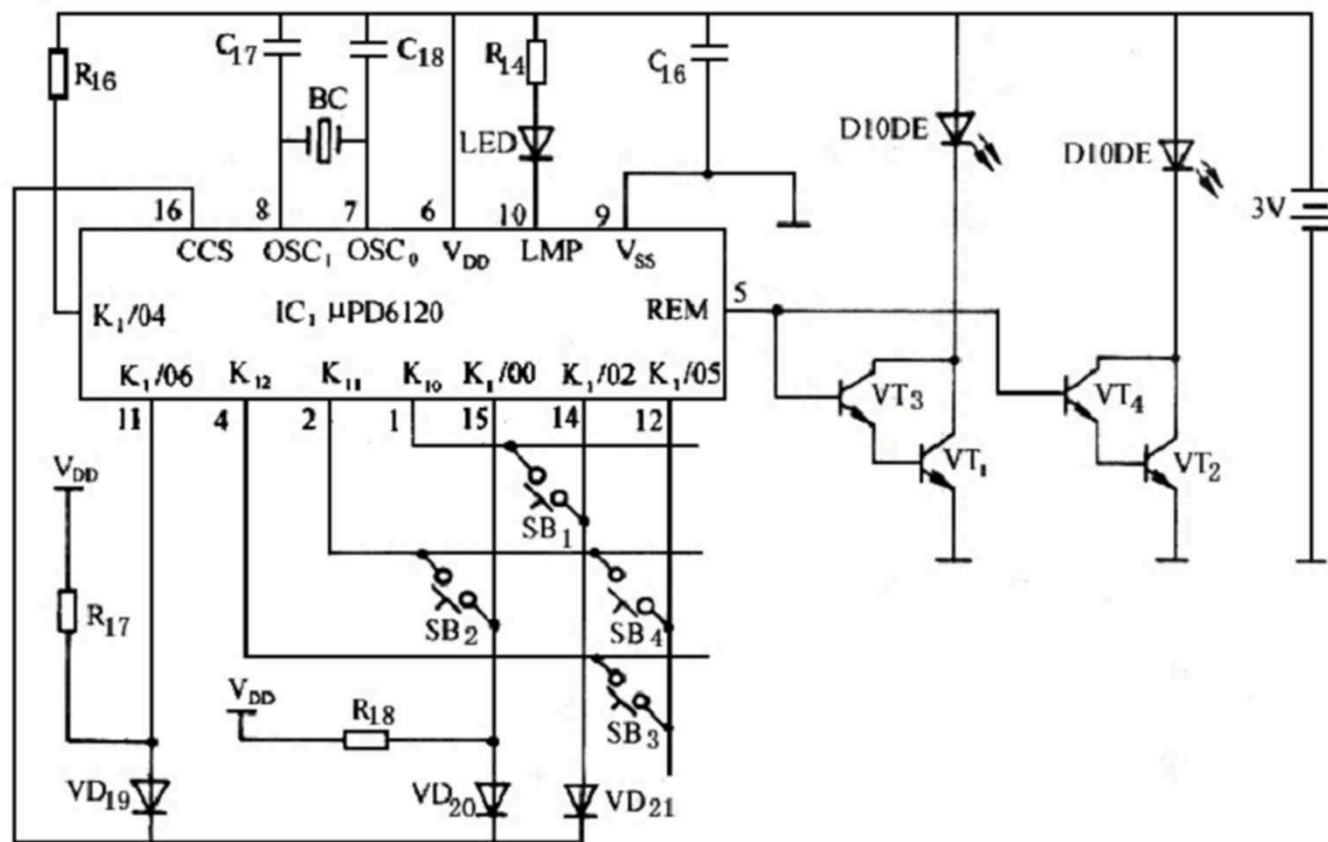 C17
C18
R16
R14
C16
BC
LED
D10DE
D10DE
3V
16
8
7
6
10
9
CCS
OSC1
OSC0
VDD
LMP
VSS
5
K1/04
IC1 μPD6120
REM
K1/06
K12
K11
K10
K1/00
K1/02
K1/05
11
4
2
1
15
14
12
VT3
VT4
VT1
VT2
VDD
SB1
R17
SB2
SB4
VDD
R18
SB3
VD19
VD20
VD21